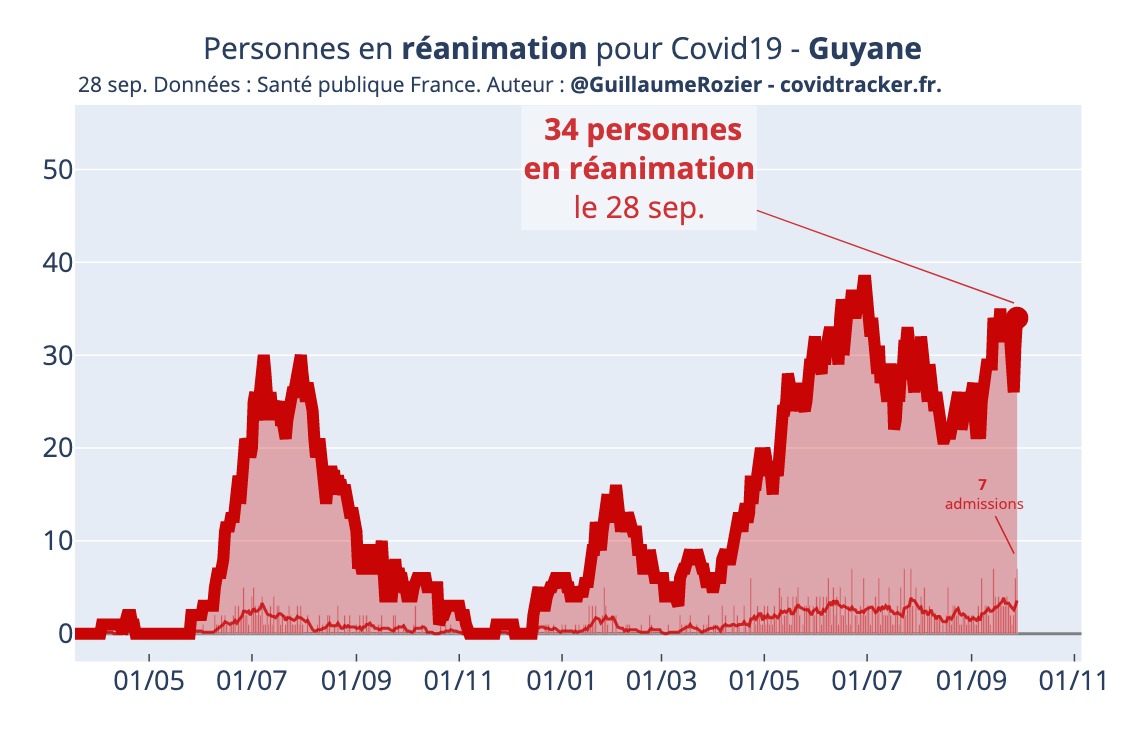 Personnes en réanimation pour Covid19 - Guyane
28 sep. Données : Santé publique France. Auteur : @GuillaumeRozier - covidtracker.fr.
34 personnes
en réanimation
le 28 sep.
50
40
30
20
10
0
7
admissions
01/05 01/07 01/09 01/11 01/01 01/03 01/05 01/07 01/09 01/11